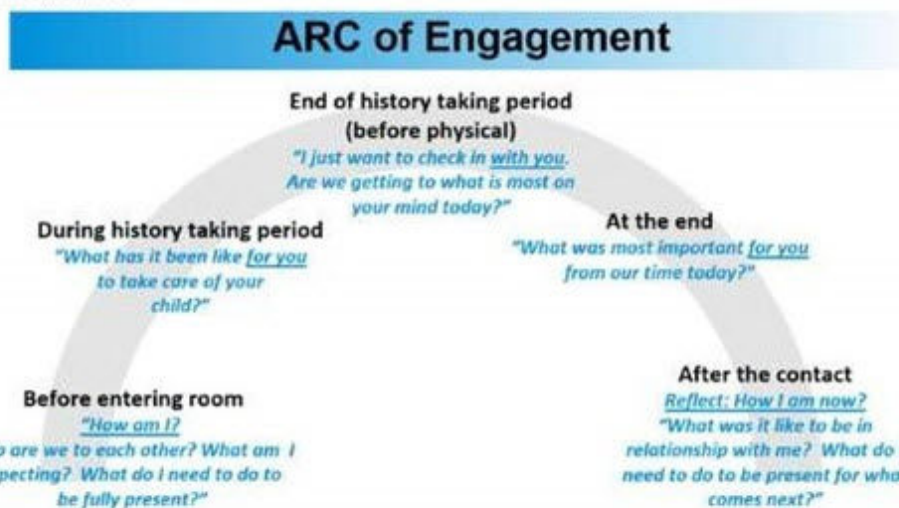 ARC of Engagement
End of history taking period
(before physical)
"I just want to check in with you.
Are we getting to what is most on
your mind today?"
During history taking period
"What has it been like for you
to take care of your
child?"
At the end
"What was most important for you
from our time today?"
Before entering room
"How am I?
o are we to each other? What am I
pecting? What do I need to do to
be fully present?"
After the contact
Reflect: How I am now?
"What was it like to be in
relationship with me? What do
need to do to be present for wha
comes next?"